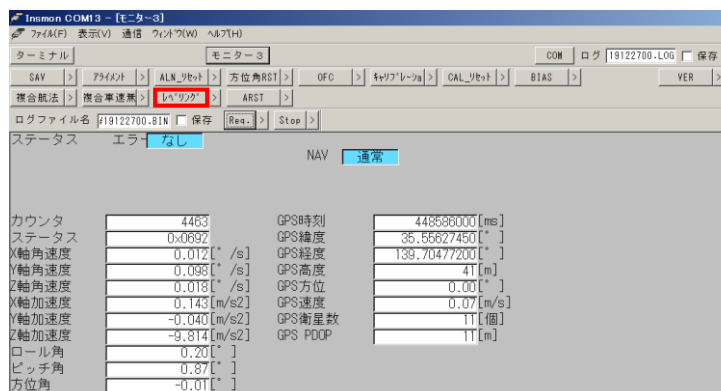 Insmon COM13 - [モニター3]
ファイル(F) 表示(V) 通信 ウィンドウ(W) ヘルプ(H)
ターミナル モニター3 COM ログ 19122700.LOG 保存
SAV > アライメント > ALN_リセット > 方位角RST > OFC > キャリブレーション > CAL_リセット > BIAS > VER >
複合航法 > 複合車速無 > レベリング > ARST >
ログファイル名 #19122700.BIN 保存 Req. > Stop >
ステータス エラー なし
NAV 通常
カウンタ 4463 GPS時刻 448586000 [ms]
ステータス 0x0692 GPS緯度 35.55627450 [° ]
X軸角速度 0.012 [° /s] GPS経度 139.70477200 [° ]
Y軸角速度 0.098 [° /s] GPS高度 41 [m]
Z軸角速度 0.018 [° /s] GPS方位 0.00 [° ]
X軸加速度 0.143 [m/s2] GPS速度 0.07 [m/s]
Y軸加速度 -0.040 [m/s2] GPS衛星数 11 [個]
Z軸加速度 -9.814 [m/s2] GPS PDOP 11 [m]
ロール角 0.20 [° ]
ピッチ角 0.87 [° ]
方位角 -0.01 [° ]